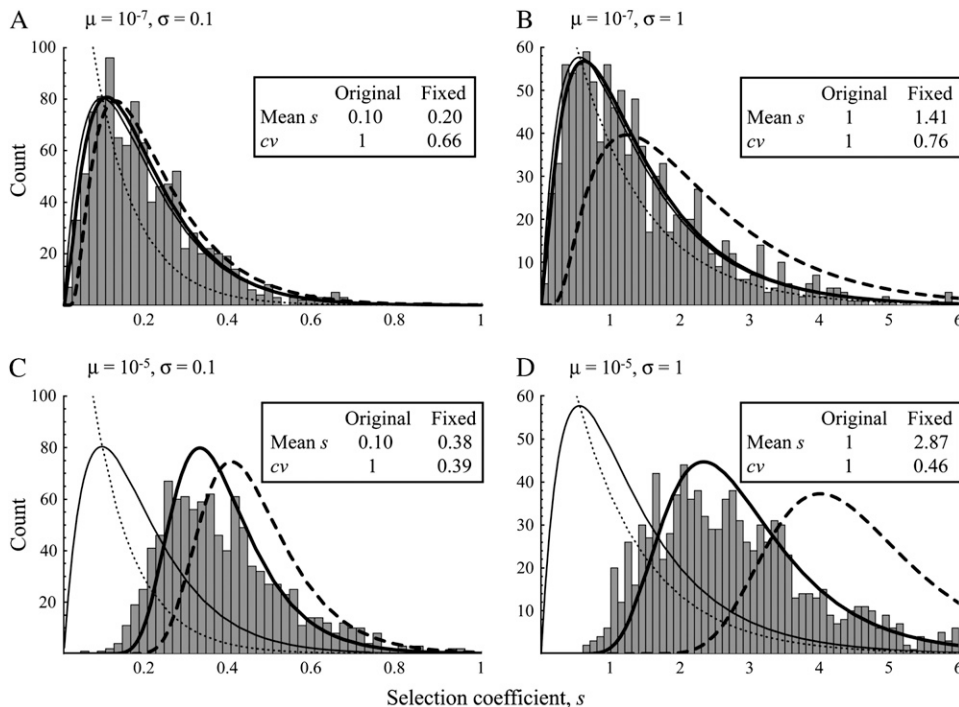 A
μ = 10⁻⁷, σ = 0.1
100
80
60
40
20
Count
Original Fixed
Mean s 0.10 0.20
cv 1 0.66
0.2 0.4 0.6 0.8 1
B
μ = 10⁻⁷, σ = 1
60
50
40
30
20
10
Original Fixed
Mean s 1 1.41
cv 1 0.76
1 2 3 4 5 6
C
μ = 10⁻⁵, σ = 0.1
100
80
60
40
20
Count
Original Fixed
Mean s 0.10 0.38
cv 1 0.39
0.2 0.4 0.6 0.8 1
D
μ = 10⁻⁵, σ = 1
60
50
40
30
20
10
Original Fixed
Mean s 1 2.87
cv 1 0.46
1 2 3 4 5 6
Selection coefficient, s